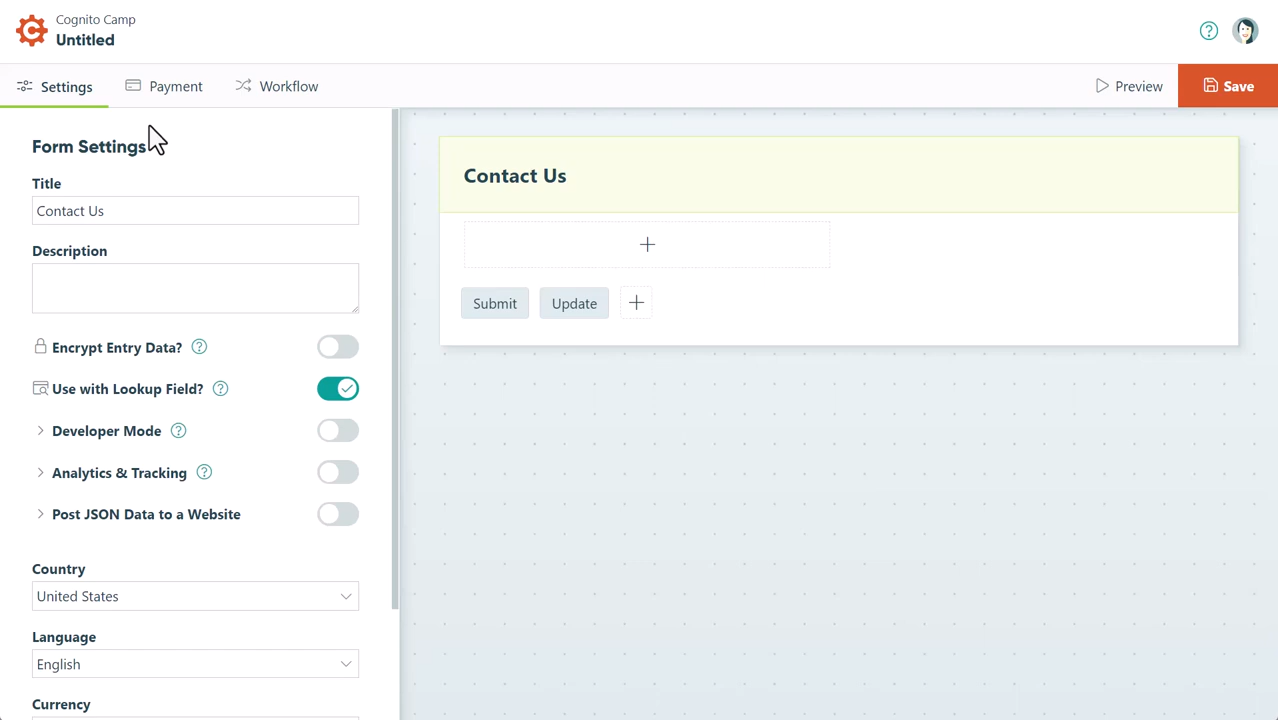 Cognito Camp
Untitled
Settings
Payment
Workflow
Preview
Save
Form Settings
Title
Contact Us
Description
Encrypt Entry Data?
Use with Lookup Field?
Developer Mode
Analytics & Tracking
Post JSON Data to a Website
Country
United States
Language
English
Currency
Contact Us
Submit
Update